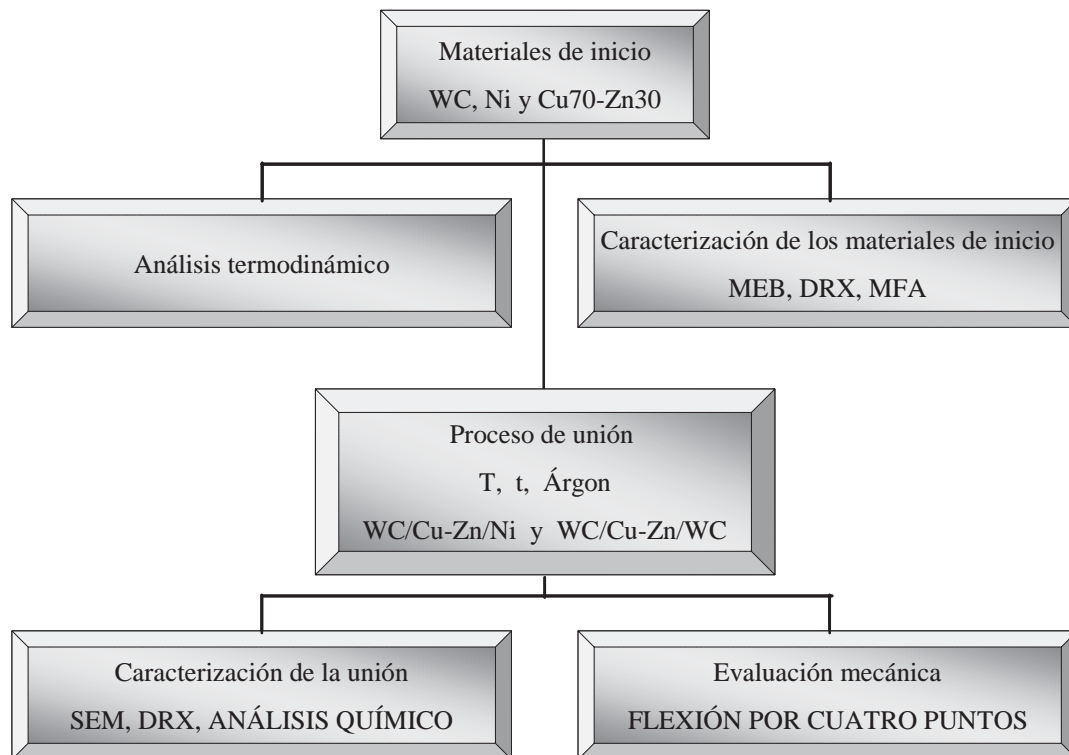 Materiales de inicio
WC, Ni y Cu70-Zn30
Análisis termodinámico
Caracterización de los materiales de inicio
MEB, DRX, MFA
Proceso de unión
T, t, Árgon
WC/Cu-Zn/Ni y WC/Cu-Zn/WC
Caracterización de la unión
SEM, DRX, ANÁLISIS QUÍMICO
Evaluación mecánica
FLEXIÓN POR CUATRO PUNTOS